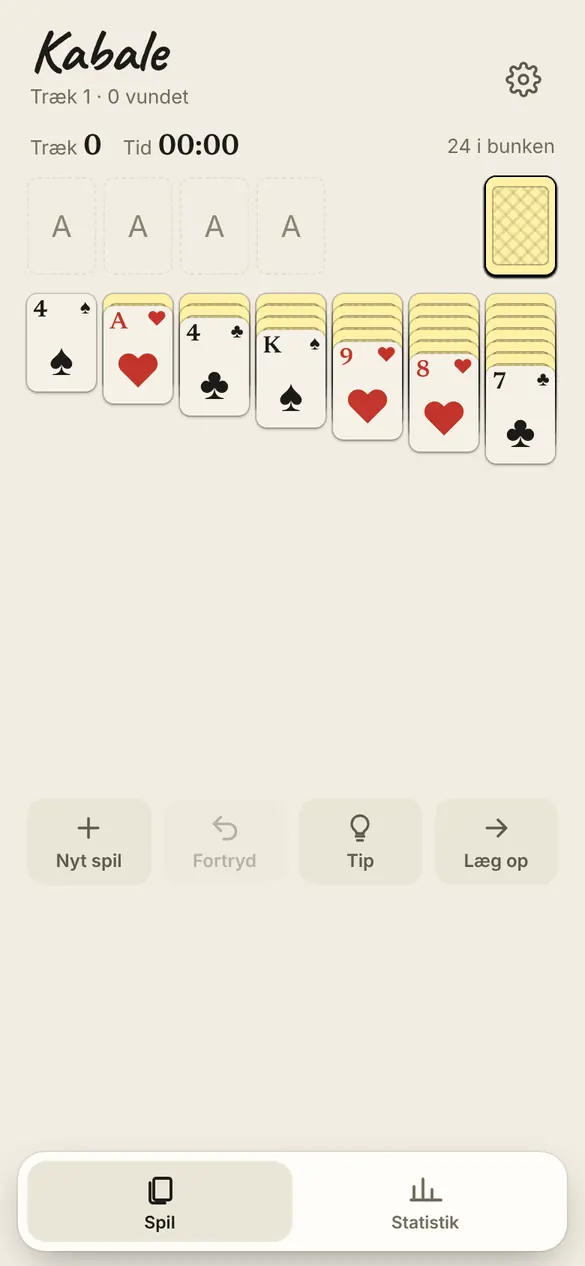 Kabale
Træk 1 · 0 vundet
Træk 0 Tid 00:00
24 i bunken
A A A A
4♠ A♥ 4♣ K♠ 9♥ 8♥ 7♣
Nyt spil
Fortryd
Tip
Læg op
Spil
Statistik